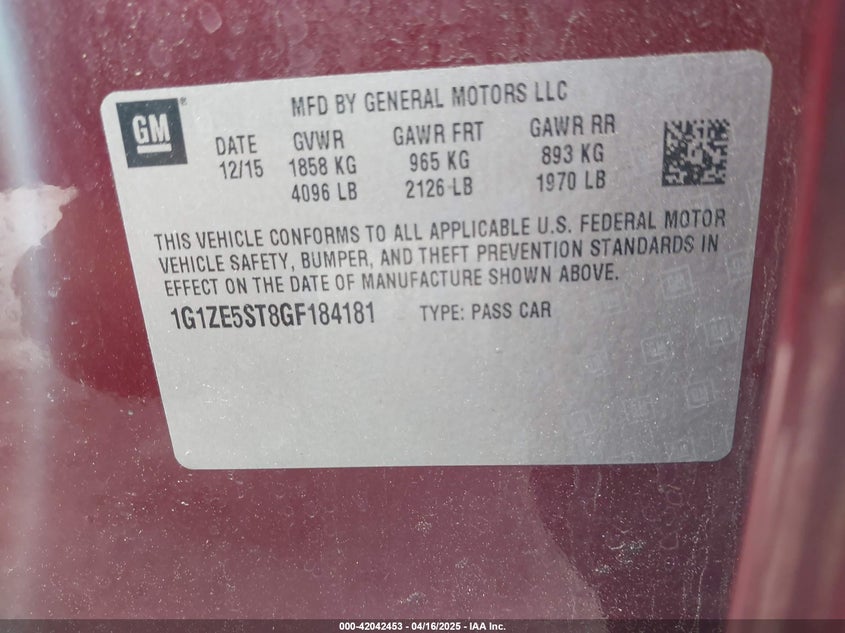 GM
MFD BY GENERAL MOTORS LLC
DATE GVWR GAWR FRT GAWR RR
12/15 1858 KG 965 KG 893 KG
4096 LB 2126 LB 1970 LB
THIS VEHICLE CONFORMS TO ALL APPLICABLE U.S. FEDERAL MOTOR
VEHICLE SAFETY, BUMPER, AND THEFT PREVENTION STANDARDS IN
EFFECT ON THE DATE OF MANUFACTURE SHOWN ABOVE.
1G1ZE5ST8GF184181 TYPE: PASS CAR
000-42042453 - 04/16/2025 - IAA Inc.